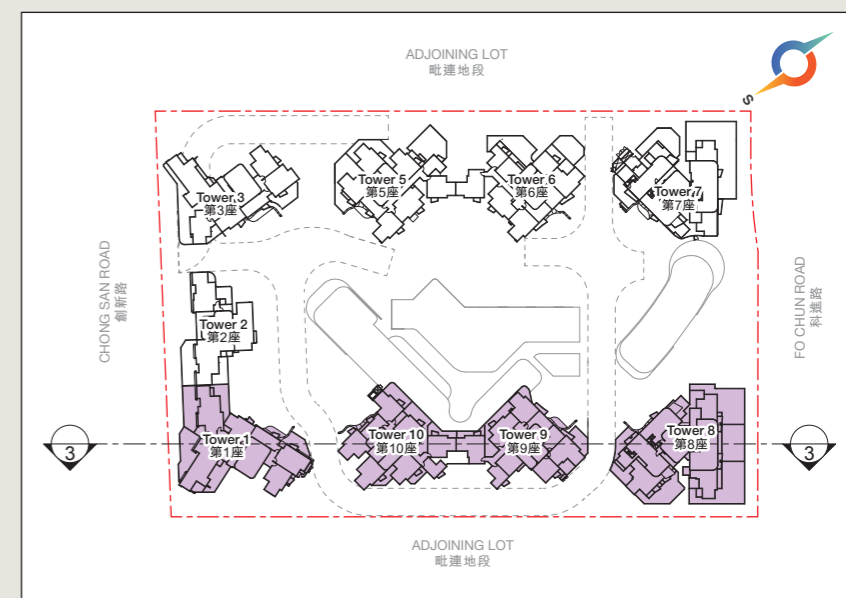 ADJOINING LOT
毗連地段
S
Tower 3
第3座
Tower 5
第5座
Tower 6
第6座
Tower 7
第7座
CHONG SAN ROAD
創新路
FO CHUN ROAD
科進路
Tower 2
第2座
Tower 1
第1座
Tower 10
第10座
Tower 9
第9座
Tower 8
第8座
3
3
ADJOINING LOT
毗連地段